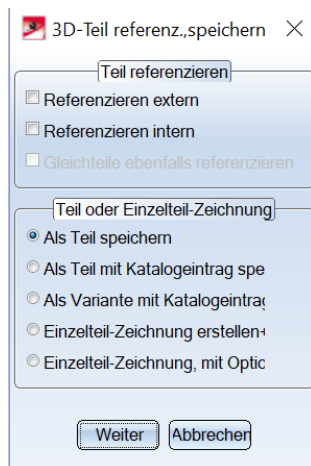 3D-Teil referenz.,speichern
Teil referenzieren
Referenzieren extern
Referenzieren intern
Gleichteile ebenfalls referenzieren
Teil oder Einzelteil-Zeichnung
Als Teil speichern
Als Teil mit Katalogeintrag spe
Als Variante mit Katalogeintrag
Einzelteil-Zeichnung erstellen+
Einzelteil-Zeichnung, mit Optio
Weiter Abbrechen